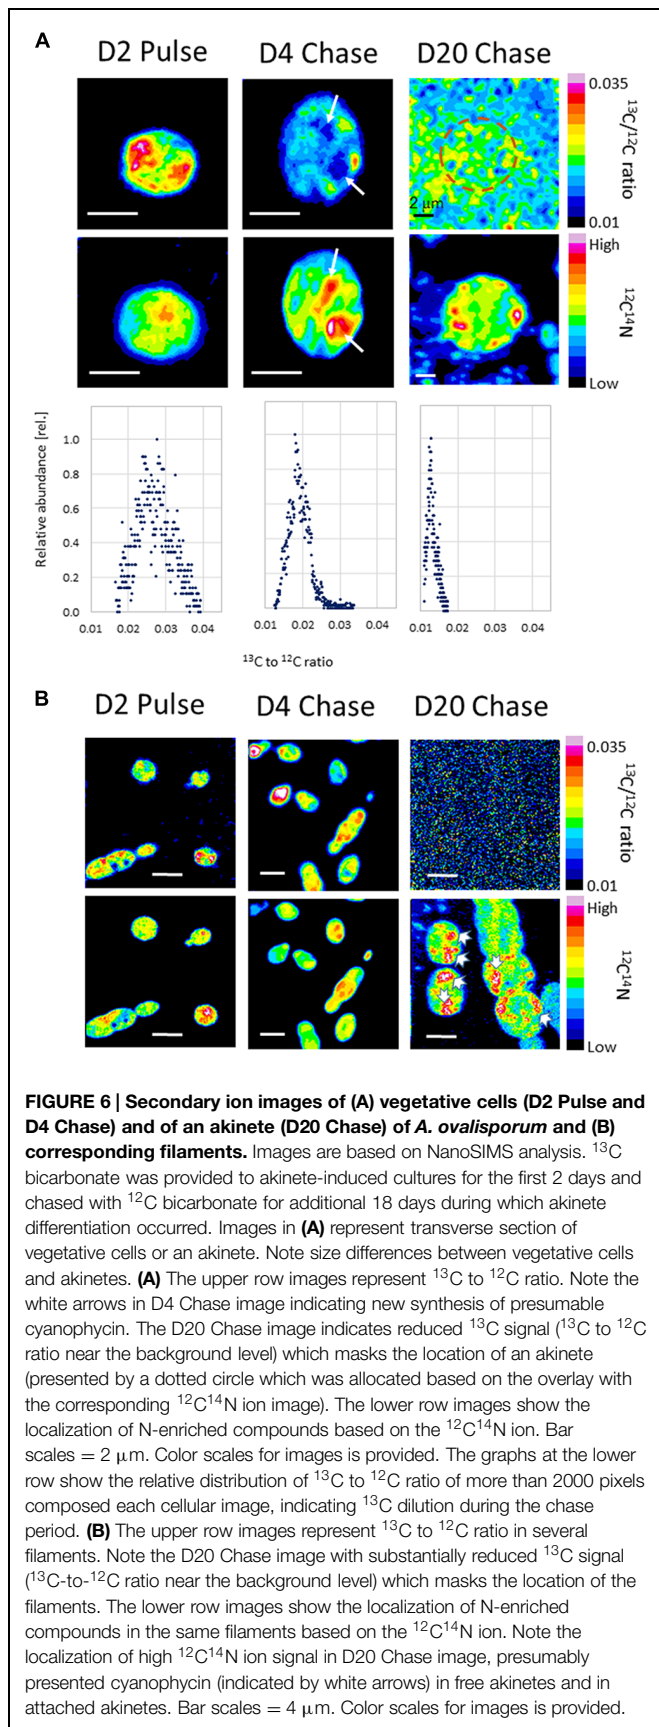 A
D2 Pulse D4 Chase D20 Chase
0.035
¹³C/¹²C ratio
2 μm
0.01
High
¹²C¹⁴N
Low
Relative abundance [rel.]
1.0
0.8
0.6
0.4
0.2
0.0
0.01 0.02 0.03 0.04 0.01 0.02 0.03 0.04 0.01 0.02 0.03 0.04
¹³C to ¹²C ratio
B
D2 Pulse D4 Chase D20 Chase
0.035
¹³C/¹²C ratio
0.01
High
¹²C¹⁴N
Low
FIGURE 6 | Secondary ion images of (A) vegetative cells (D2 Pulse and
D4 Chase) and of an akinete (D20 Chase) of A. ovalisporum and (B)
corresponding filaments. Images are based on NanoSIMS analysis. ¹³C
bicarbonate was provided to akinete-induced cultures for the first 2 days and
chased with ¹²C bicarbonate for additional 18 days during which akinete
differentiation occurred. Images in (A) represent transverse section of
vegetative cells or an akinete. Note size differences between vegetative cells
and akinetes. (A) The upper row images represent ¹³C to ¹²C ratio. Note the
white arrows in D4 Chase image indicating new synthesis of presumable
cyanophycin. The D20 Chase image indicates reduced ¹³C signal (¹³C to ¹²C
ratio near the background level) which masks the location of an akinete
(presented by a dotted circle which was allocated based on the overlay with
the corresponding ¹²C¹⁴N ion image). The lower row images show the
localization of N-enriched compounds based on the ¹²C¹⁴N ion. Bar
scales = 2 μm. Color scales for images is provided. The graphs at the lower
row show the relative distribution of ¹³C to ¹²C ratio of more than 2000 pixels
composed each cellular image, indicating ¹³C dilution during the chase
period. (B) The upper row images represent ¹³C to ¹²C ratio in several
filaments. Note the D20 Chase image with substantially reduced ¹³C signal
(¹³C-to-¹²C ratio near the background level) which masks the location of the
filaments. The lower row images show the localization of N-enriched
compounds in the same filaments based on the ¹²C¹⁴N ion. Note the
localization of high ¹²C¹⁴N ion signal in D20 Chase image, presumably
presented cyanophycin (indicated by white arrows) in free akinetes and in
attached akinetes. Bar scales = 4 μm. Color scales for images is provided.